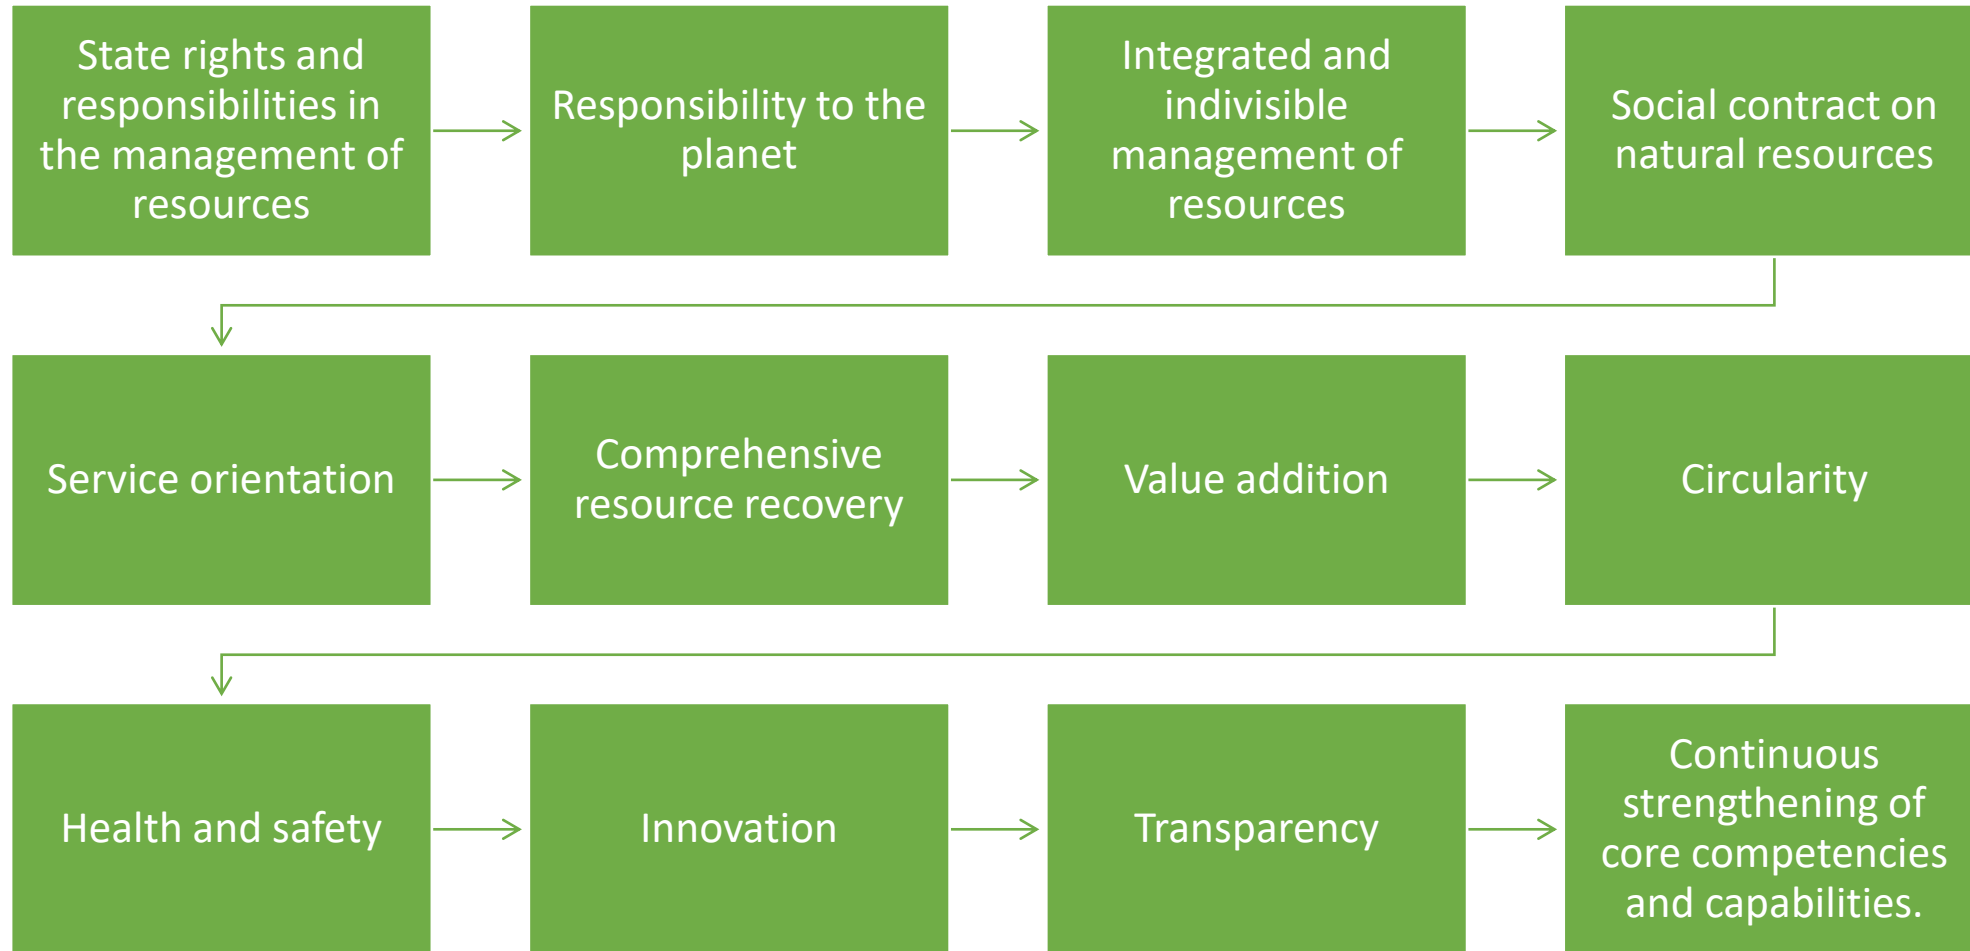 State rights and
responsibilities in
the management of
resources
Responsibility to the
planet
Integrated and
indivisible
management of
resources
Social contract on
natural resources
Service orientation
Comprehensive
resource recovery
Value addition
Circularity
Health and safety
Innovation
Transparency
Continuous
strengthening of
core competencies
and capabilities.